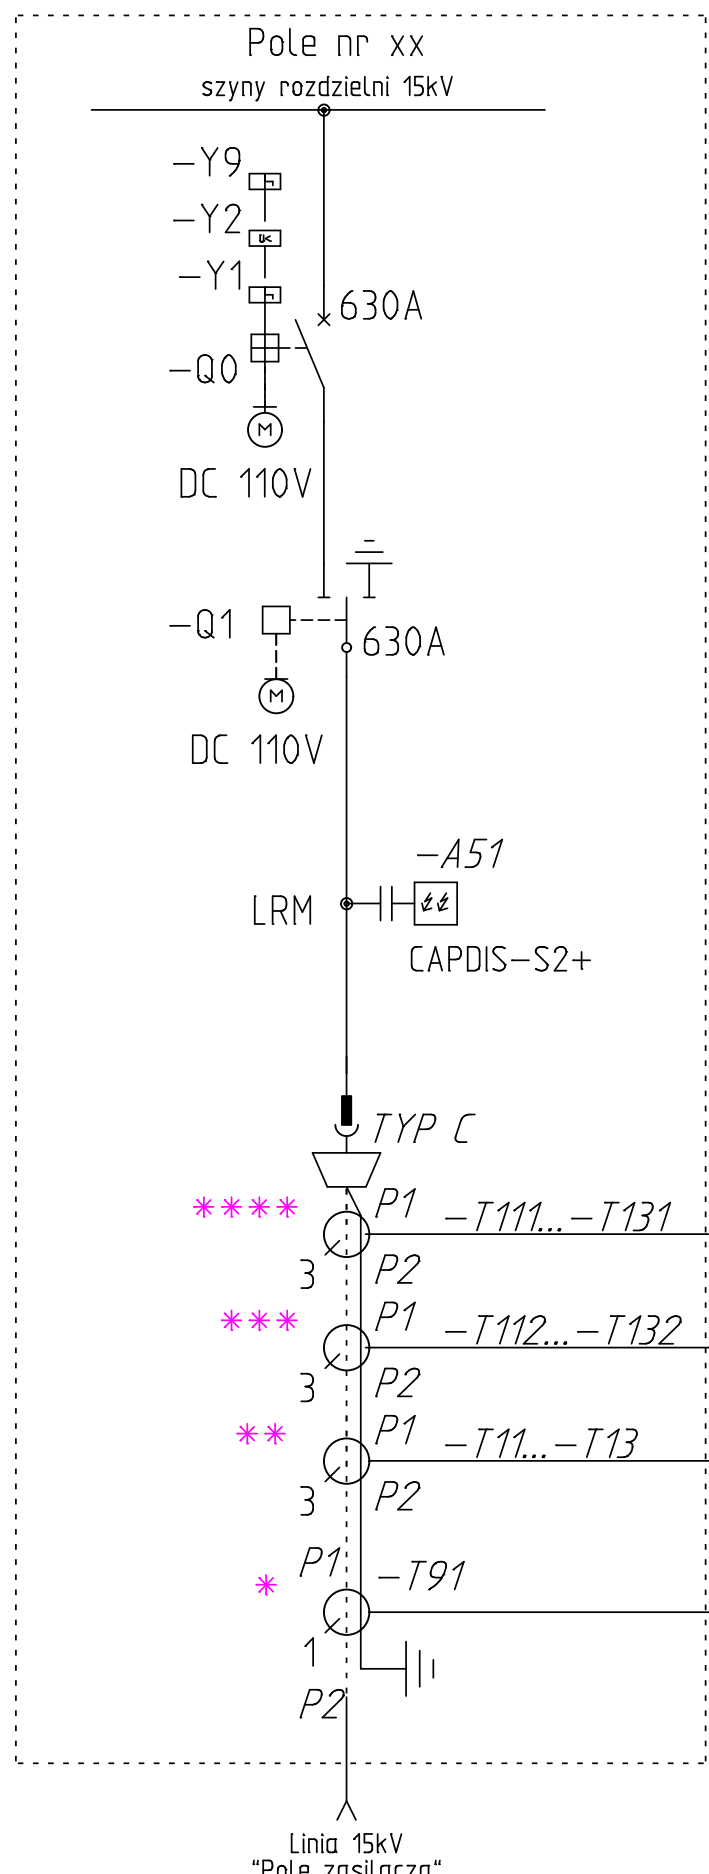 Pole nr xx
szyny rozdzielni 15kV
-Y9
-Y2
U<
-Y1
630A
-Q0
M
DC 110V
-Q1
630A
M
DC 110V
-A51
LRM
CAPDIS-S2+
TYP C
****
P1
-T111...-T131
3
P2
***
P1
-T112...-T132
3
P2
**
P1
-T11...-T13
3
P2
P1
-T91
*
1
P2
Linia 15kV
"Pole zasilacza"